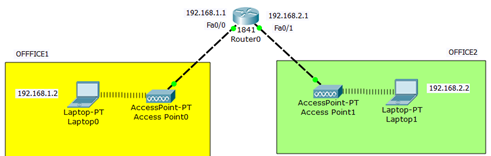 192.168.1.1
192.168.2.1
Fa0/0
Fa0/1
1841
Router0
OFFFICE1
OFFICE2
192.168.1.2
192.168.2.2
Laptop-PT
Laptop0
AccessPoint-PT
Access Point0
AccessPoint-PT
Access Point1
Laptop-PT
Laptop1